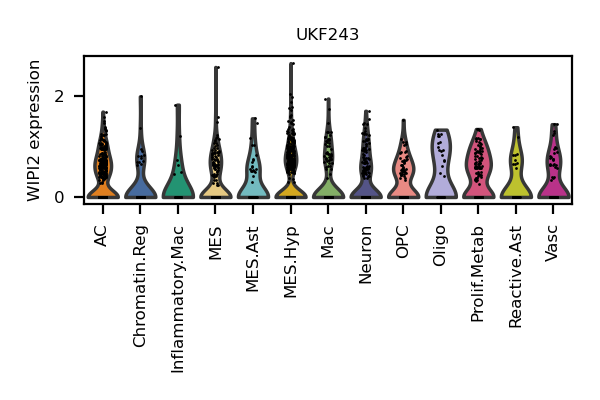 UKF243
WIPI2 expression
2
0
AC
Chromatin.Reg
Inflammatory.Mac
MES
MES.Ast
MES.Hyp
Mac
Neuron
OPC
Oligo
Prolif.Metab
Reactive.Ast
Vasc